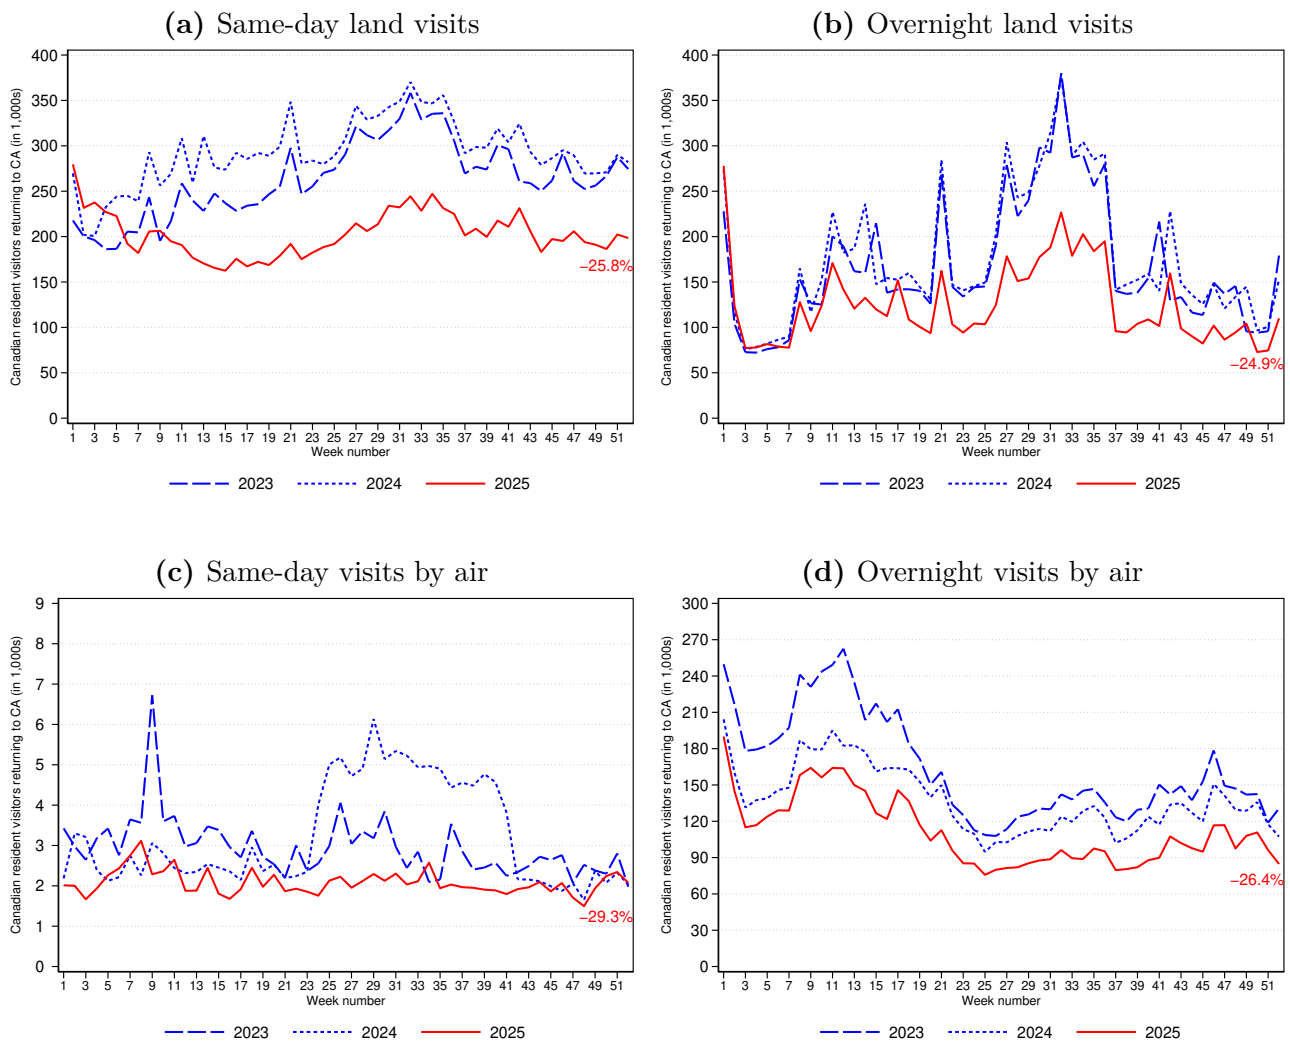 (a) Same-day land visits
Canadian resident visitors returning to CA (in 1,000s)
400
350
300
250
200
150
100
50
0
−25.8%
1 3 5 7 9 11 13 15 17 19 21 23 25 27 29 31 33 35 37 39 41 43 45 47 49 51
Week number
2023 2024 2025
(b) Overnight land visits
Canadian resident visitors returning to CA (in 1,000s)
400
350
300
250
200
150
100
50
0
−24.9%
1 3 5 7 9 11 13 15 17 19 21 23 25 27 29 31 33 35 37 39 41 43 45 47 49 51
Week number
2023 2024 2025
(c) Same-day visits by air
Canadian resident visitors returning to CA (in 1,000s)
9
8
7
6
5
4
3
2
1
0
−29.3%
1 3 5 7 9 11 13 15 17 19 21 23 25 27 29 31 33 35 37 39 41 43 45 47 49 51
Week number
2023 2024 2025
(d) Overnight visits by air
Canadian resident visitors returning to CA (in 1,000s)
300
270
240
210
180
150
120
90
60
30
0
−26.4%
1 3 5 7 9 11 13 15 17 19 21 23 25 27 29 31 33 35 37 39 41 43 45 47 49 51
Week number
2023 2024 2025